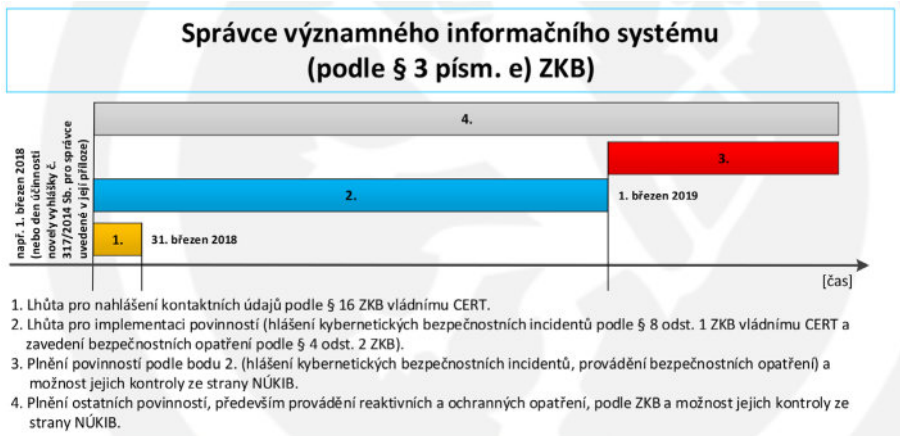 Správce významného informačního systému
(podle § 3 písm. e) ZKB)
např. 1. březen 2018
(nebo den účinnosti
novely vyhlášky č.
317/2014 Sb. pro správce
uvedené v její příloze)
4.
3.
2.
1. březen 2019
1.
31. březen 2018
[čas]
1. Lhůta pro nahlášení kontaktních údajů podle § 16 ZKB vládnímu CERT.
2. Lhůta pro implementaci povinností (hlášení kybernetických bezpečnostních incidentů podle § 8 odst. 1 ZKB vládnímu CERT a
zavedení bezpečnostních opatření podle § 4 odst. 2 ZKB).
3. Plnění povinností podle bodu 2. (hlášení kybernetických bezpečnostních incidentů, provádění bezpečnostních opatření) a
možnost jejich kontroly ze strany NÚKIB.
4. Plnění ostatních povinností, především provádění reaktivních a ochranných opatření, podle ZKB a možnost jejich kontroly ze
strany NÚKIB.